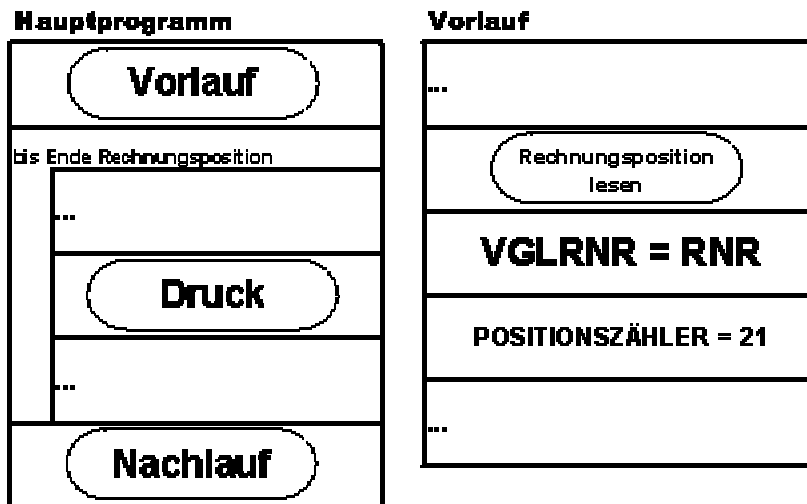 Hauptprogramm
Vorlauf
bis Ende Rechnungsposition
...
Druck
...
Nachlauf
Vorlauf
...
Rechnungsposition
lesen
VGLRNR = RNR
POSITIONSZÄHLER = 21
...